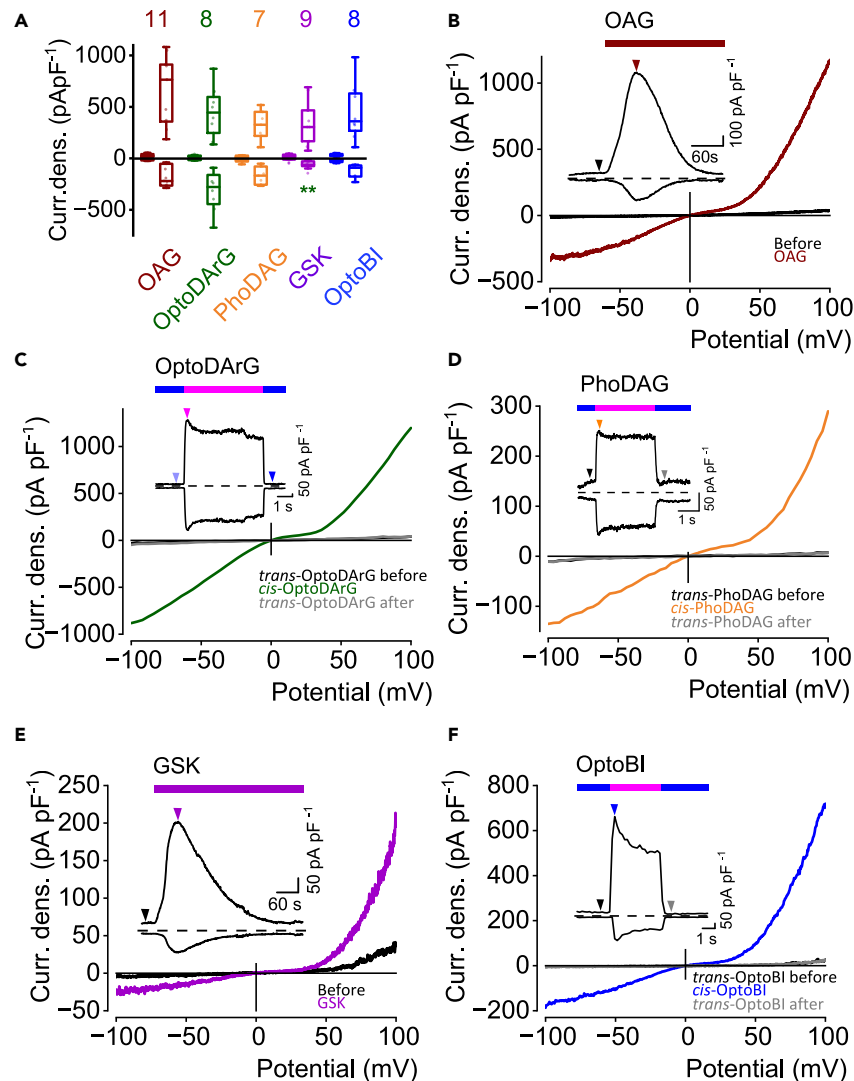 A
11 8 7 9 8
Curr.dens. (pApF⁻¹)
1000
500
0
−500
**
OAG
OptoDArG
PhoDAG
GSK
OptoBI
B
OAG
Curr. dens. (pA pF⁻¹)
1000
500
0
−500
60s
100 pA pF⁻¹
Before
OAG
−100 −50 0 50 100
Potential (mV)
C
OptoDArG
Curr. dens. (pA pF⁻¹)
1000
500
0
−500
−1000
1 s
50 pA pF⁻¹
trans-OptoDArG before
cis-OptoDArG
trans-OptoDArG after
−100 −50 0 50 100
Potential (mV)
D
PhoDAG
Curr. dens. (pA pF⁻¹)
300
200
100
0
−100
1 s
50 pA pF⁻¹
trans-PhoDAG before
cis-PhoDAG
trans-PhoDAG after
−100 −50 0 50 100
Potential (mV)
E
GSK
Curr. dens. (pA pF⁻¹)
250
200
150
100
50
0
−50
60 s
50 pA pF⁻¹
Before
GSK
−100 −50 0 50 100
Potential (mV)
F
OptoBI
Curr. dens. (pA pF⁻¹)
800
600
400
200
0
−200
1 s
50 pA pF⁻¹
trans-OptoBI before
cis-OptoBI
trans-OptoBI after
−100 −50 0 50 100
Potential (mV)